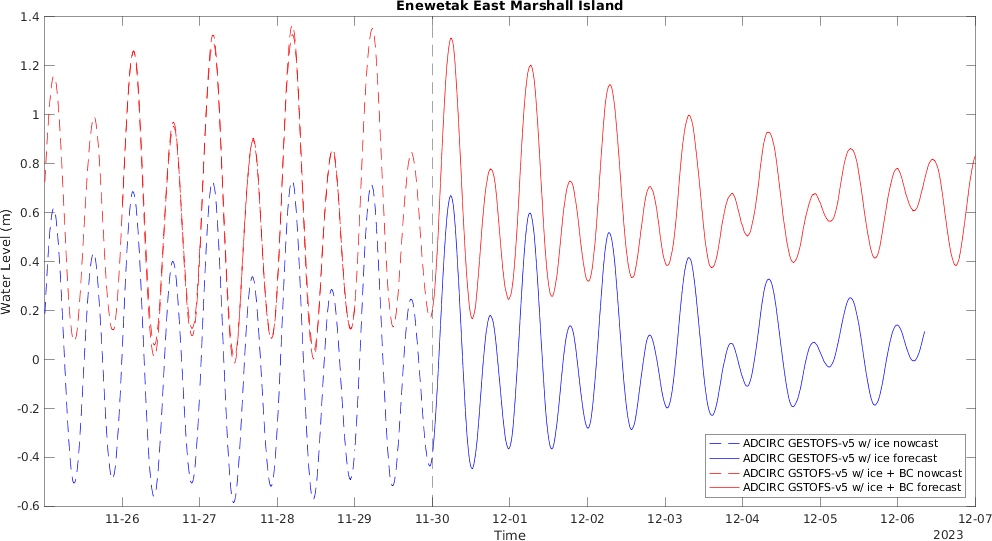 Enewetak East Marshall Island
1.4
1.2
1
0.8
0.6
0.4
0.2
0
-0.2
-0.4
-0.6
Water Level (m)
ADCIRC GESTOFS-v5 w/ ice nowcast
ADCIRC GESTOFS-v5 w/ ice forecast
ADCIRC GSTOFS-v5 w/ ice + BC nowcast
ADCIRC GSTOFS-v5 w/ ice + BC forecast
11-26 11-27 11-28 11-29 11-30 12-01 12-02 12-03 12-04 12-05 12-06 12-07
Time
2023